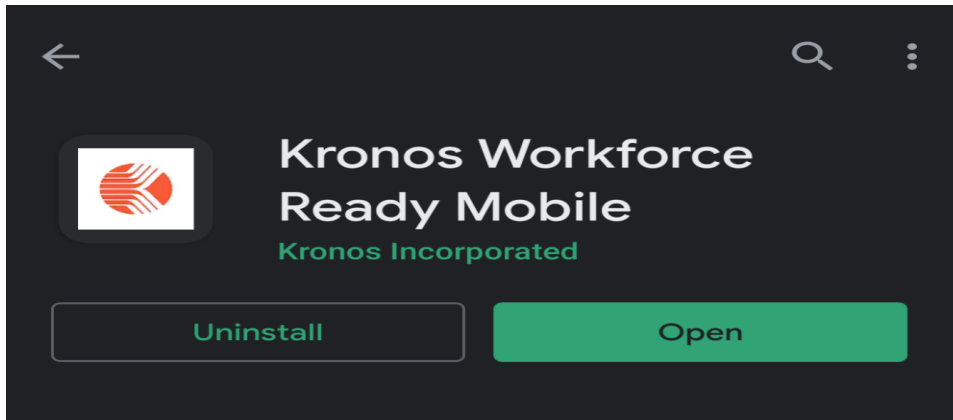 Kronos Workforce
Ready Mobile
Kronos Incorporated
Uninstall
Open